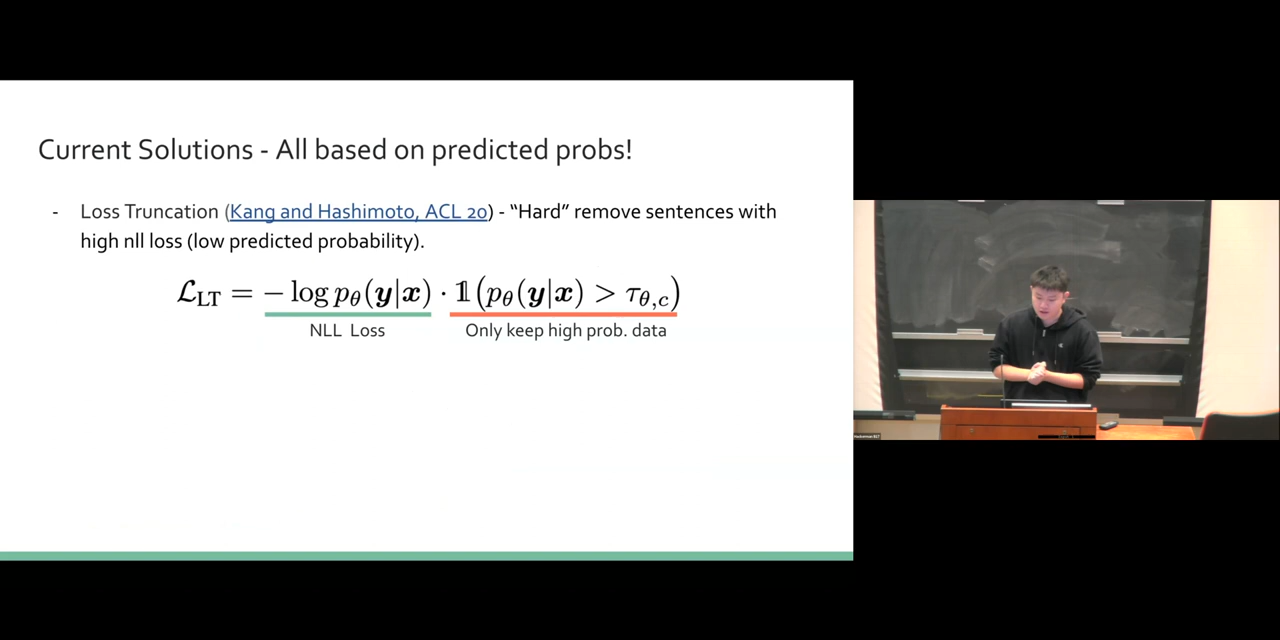 Current Solutions - All based on predicted probs!
- Loss Truncation (Kang and Hashimoto, ACL 20) - “Hard” remove sentences with
high nll loss (low predicted probability).
ℒ_LT = − log p_θ(y|x) · 𝟙(p_θ(y|x) > τ_θ,c)
NLL Loss
Only keep high prob. data